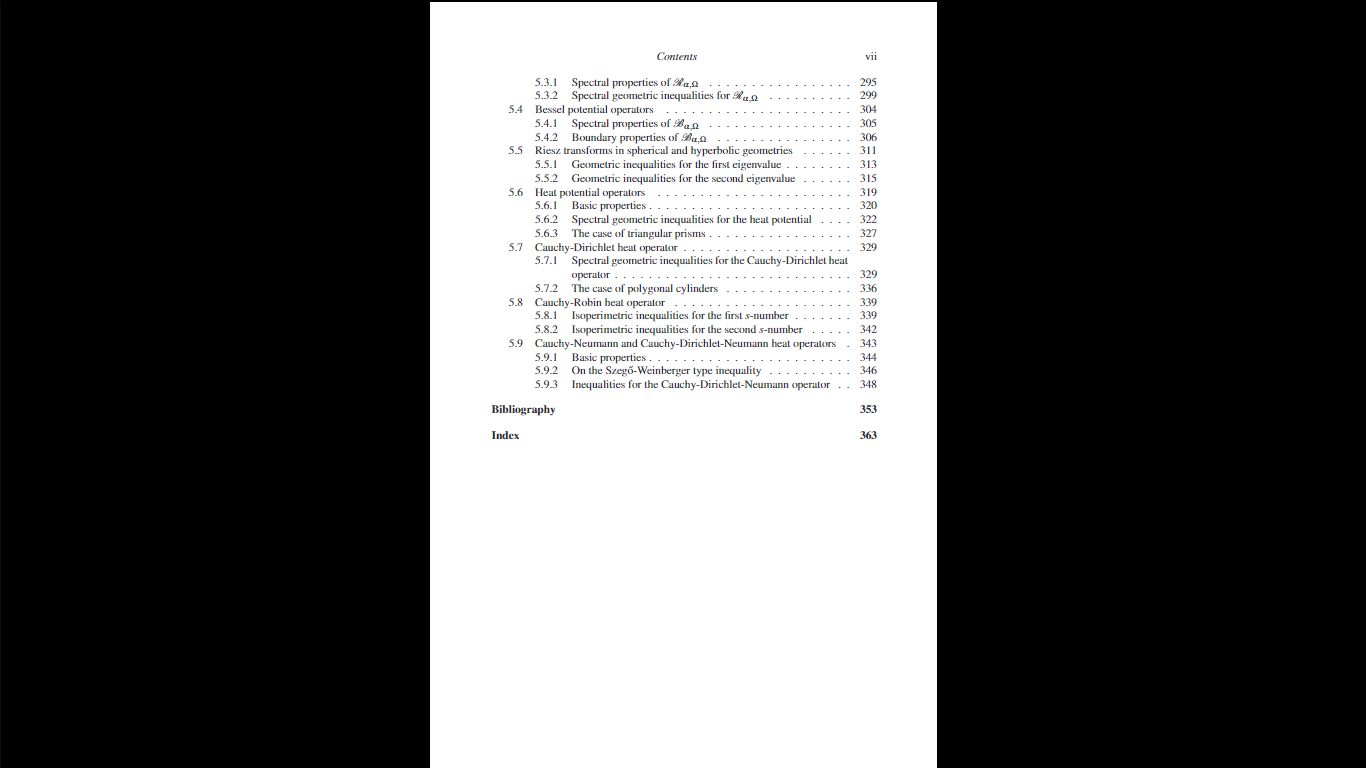 Contents vii
5.3.1 Spectral properties of ℛα,Ω . . . . . . . . . . . . . . . . . 295
5.3.2 Spectral geometric inequalities for ℛα,Ω . . . . . . . . . . 299
5.4 Bessel potential operators . . . . . . . . . . . . . . . . . . . . . . 304
5.4.1 Spectral properties of ℬα,Ω . . . . . . . . . . . . . . . . . 305
5.4.2 Boundary properties of ℬα,Ω . . . . . . . . . . . . . . . . 306
5.5 Riesz transforms in spherical and hyperbolic geometries . . . . . . 311
5.5.1 Geometric inequalities for the first eigenvalue . . . . . . . . 313
5.5.2 Geometric inequalities for the second eigenvalue . . . . . . 315
5.6 Heat potential operators . . . . . . . . . . . . . . . . . . . . . . . 319
5.6.1 Basic properties . . . . . . . . . . . . . . . . . . . . . . . . 320
5.6.2 Spectral geometric inequalities for the heat potential . . . . 322
5.6.3 The case of triangular prisms . . . . . . . . . . . . . . . . . 327
5.7 Cauchy-Dirichlet heat operator . . . . . . . . . . . . . . . . . . . . 329
5.7.1 Spectral geometric inequalities for the Cauchy-Dirichlet heat
operator . . . . . . . . . . . . . . . . . . . . . . . . . . . . 329
5.7.2 The case of polygonal cylinders . . . . . . . . . . . . . . . 336
5.8 Cauchy-Robin heat operator . . . . . . . . . . . . . . . . . . . . . 339
5.8.1 Isoperimetric inequalities for the first s-number . . . . . . . 339
5.8.2 Isoperimetric inequalities for the second s-number . . . . . 342
5.9 Cauchy-Neumann and Cauchy-Dirichlet-Neumann heat operators . 343
5.9.1 Basic properties . . . . . . . . . . . . . . . . . . . . . . . . 344
5.9.2 On the Szegő-Weinberger type inequality . . . . . . . . . . 346
5.9.3 Inequalities for the Cauchy-Dirichlet-Neumann operator . . 348
Bibliography 353
Index 363